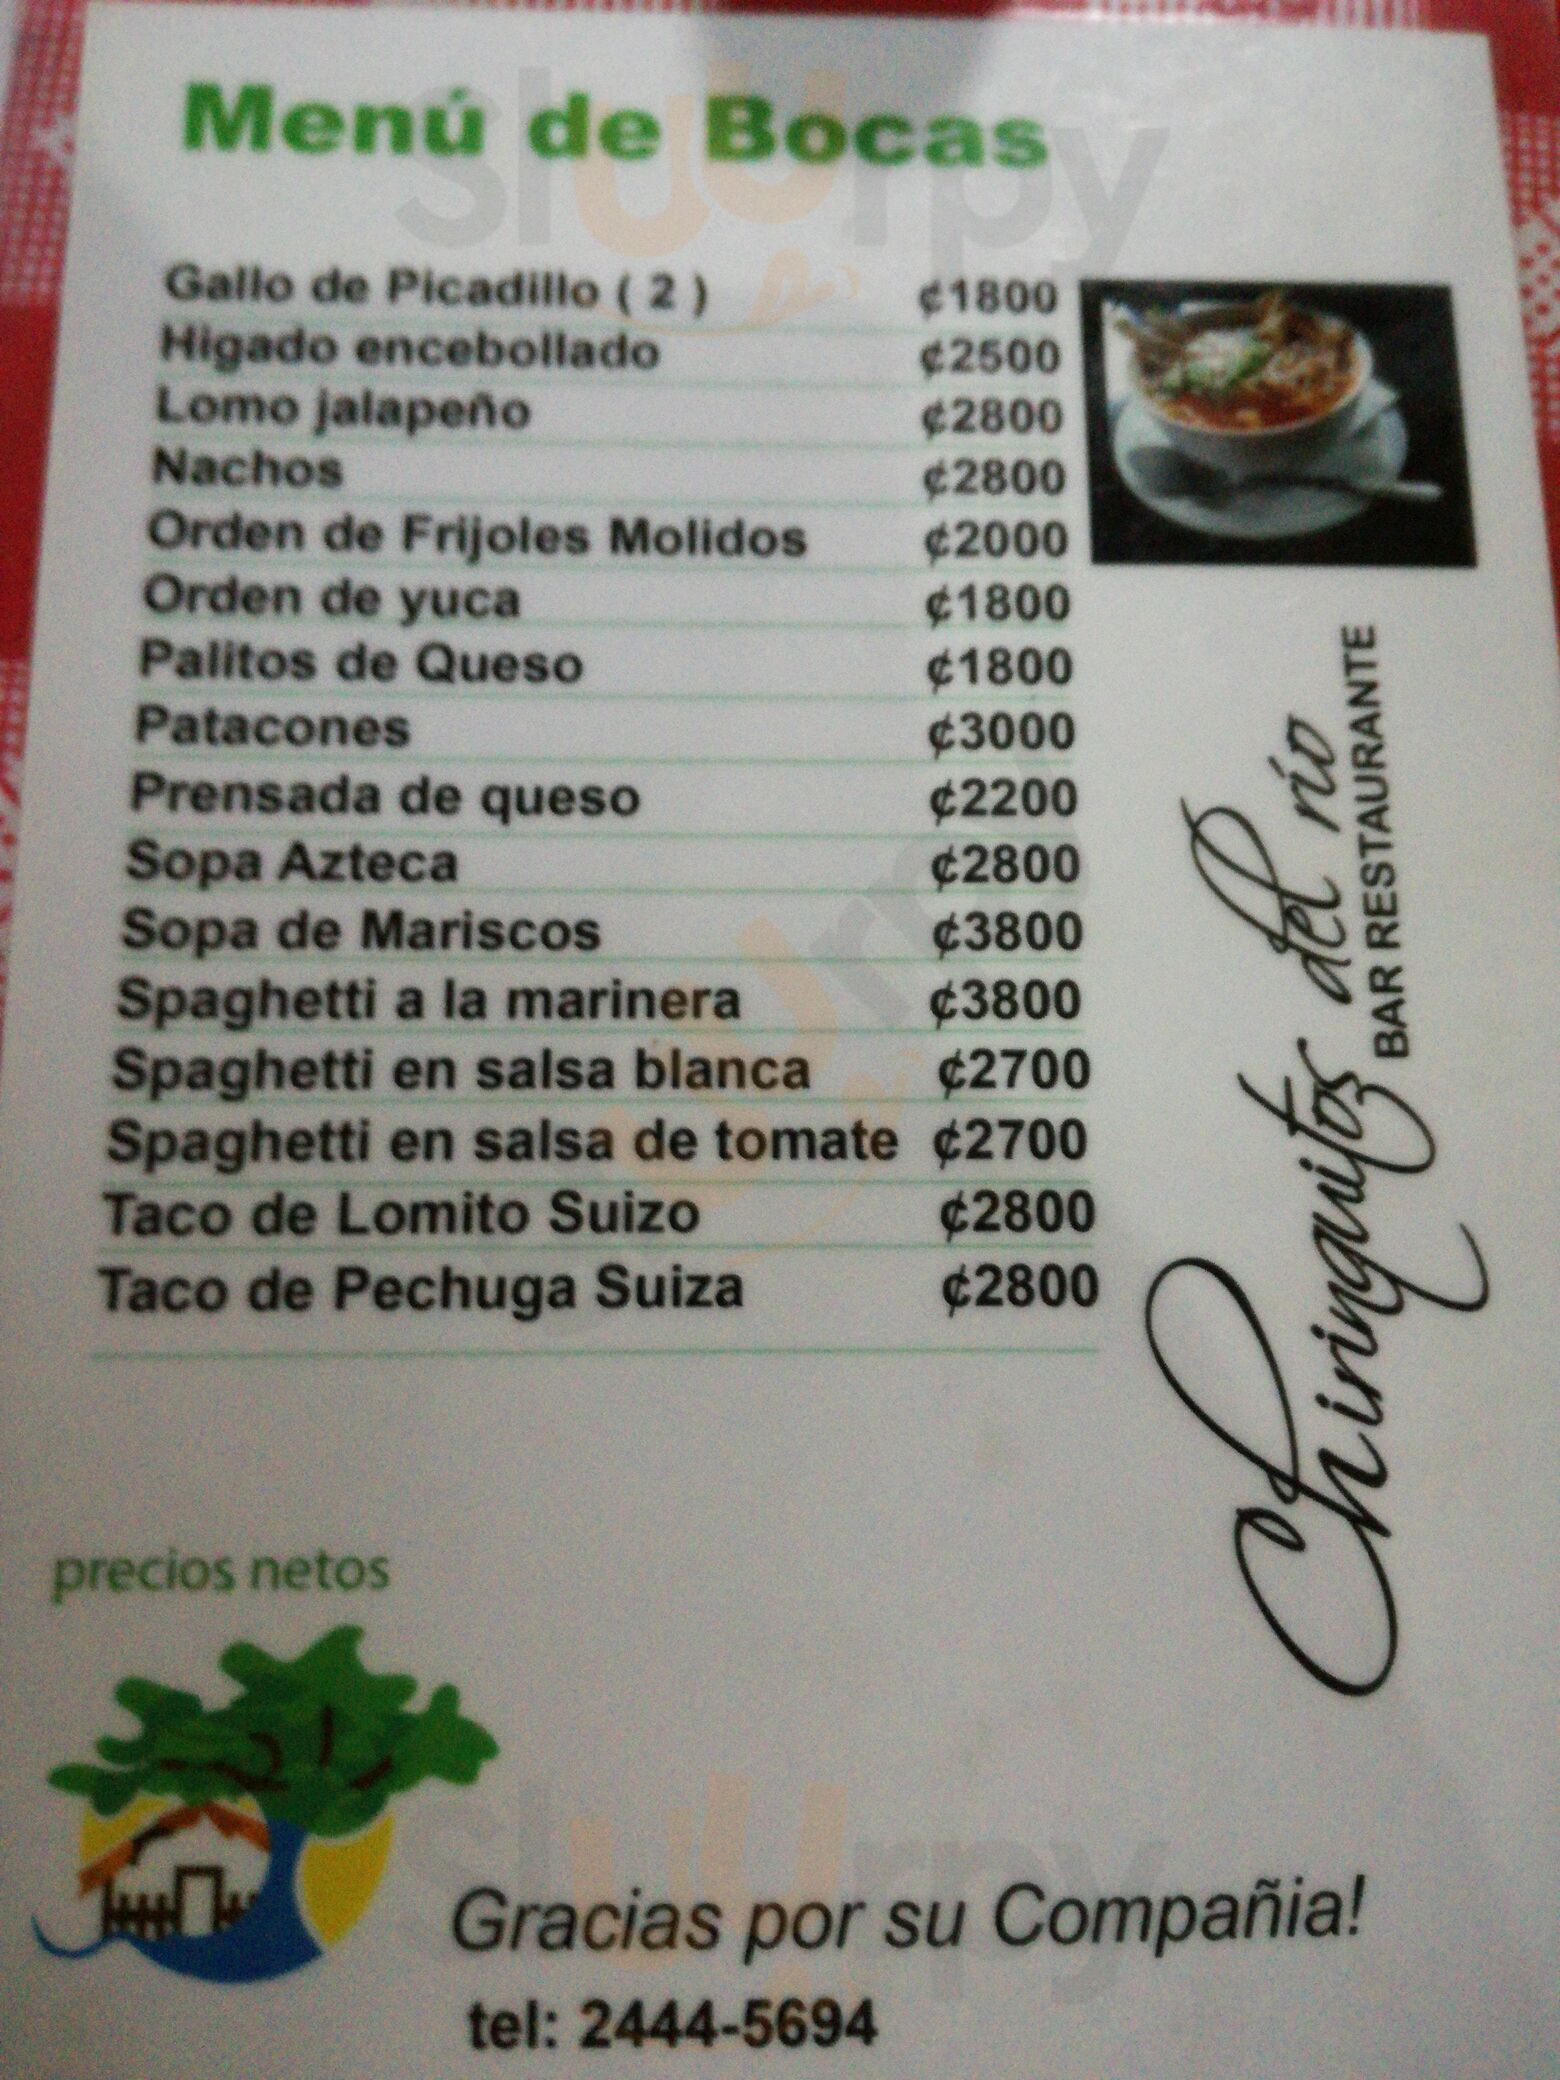 Menú de Bocas
Gallo de Picadillo ( 2 ) ¢1800
Higado encebollado ¢2500
Lomo jalapeño ¢2800
Nachos ¢2800
Orden de Frijoles Molidos ¢2000
Orden de yuca ¢1800
Palitos de Queso ¢1800
Patacones ¢3000
Prensada de queso ¢2200
Sopa Azteca ¢2800
Sopa de Mariscos ¢3800
Spaghetti a la marinera ¢3800
Spaghetti en salsa blanca ¢2700
Spaghetti en salsa de tomate ¢2700
Taco de Lomito Suizo ¢2800
Taco de Pechuga Suiza ¢2800
Chiringuitos del río
BAR RESTAURANTE
precios netos
Gracias por su Compañia!
tel: 2444-5694
sluurpy
sluurpy
sluurpy